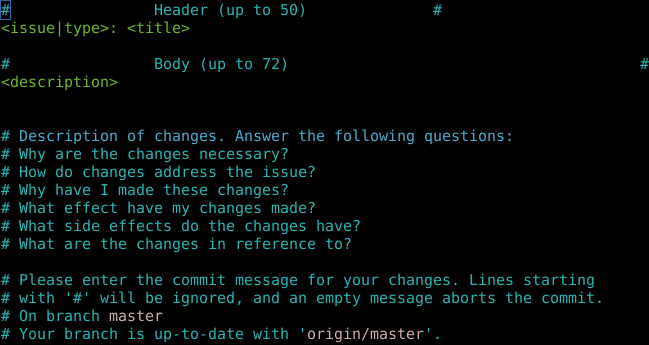 #                Header (up to 50)              #
<issue|type>: <title>
#                Body (up to 72)                                       #
<description>
# Description of changes. Answer the following questions:
# Why are the changes necessary?
# How do changes address the issue?
# Why have I made these changes?
# What effect have my changes made?
# What side effects do the changes have?
# What are the changes in reference to?
# Please enter the commit message for your changes. Lines starting
# with '#' will be ignored, and an empty message aborts the commit.
# On branch master
# Your branch is up-to-date with 'origin/master'.